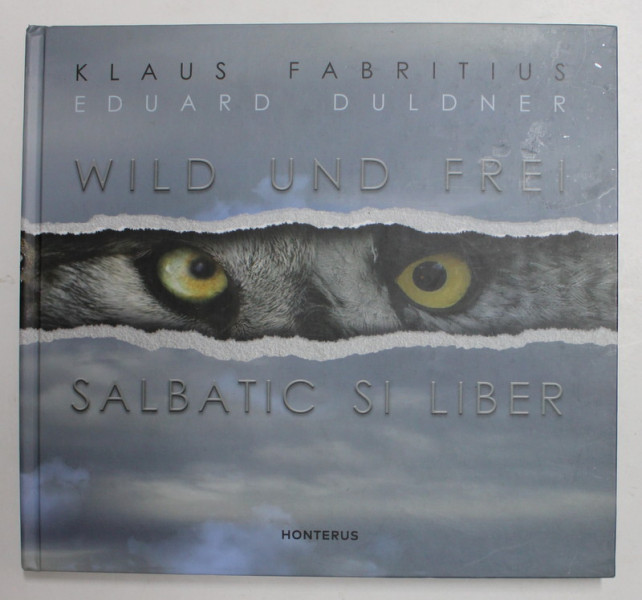 KLAUS FABRITIUS
EDUARD DULDNER
WILD UND FREI
SALBATIC SI LIBER
HONTERUS